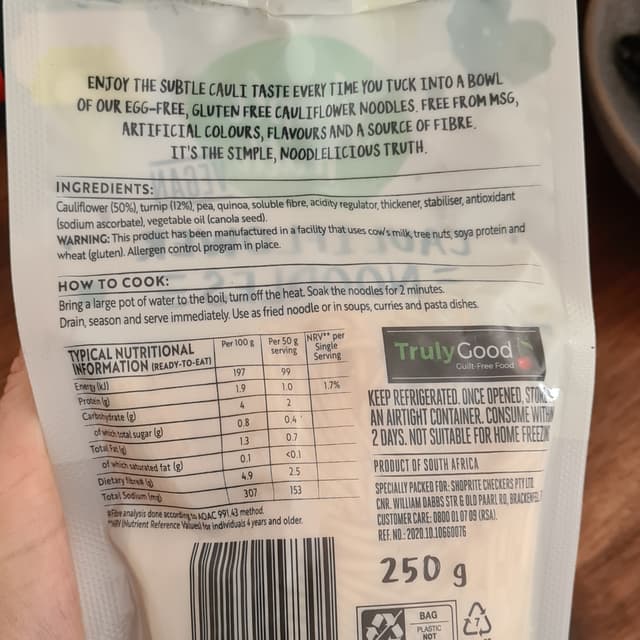 ENJOY THE SUBTLE CAULI TASTE EVERY TIME YOU TUCK INTO A BOWL
OF OUR EGG-FREE, GLUTEN FREE CAULIFLOWER NOODLES. FREE FROM MSG,
ARTIFICIAL COLOURS, FLAVOURS AND A SOURCE OF FIBRE.
IT'S THE SIMPLE, NOODLELICIOUS TRUTH.
INGREDIENTS:
Cauliflower (50%), turnip (12%), pea, quinoa, soluble fibre, acidity regulator, thickener, stabiliser, antioxidant
(sodium ascorbate), vegetable oil (canola seed).
WARNING: This product has been manufactured in a facility that uses cow's milk, tree nuts, soya protein and
wheat (gluten). Allergen control program in place.
HOW TO COOK:
Bring a large pot of water to the boil, turn off the heat. Soak the noodles for 2 minutes.
Drain, season and serve immediately. Use as fried noodle or in soups, curries and pasta dishes.
TYPICAL NUTRITIONAL INFORMATION (READY-TO-EAT) Per 100 g Per 50 g serving NRV** per Single Serving
Energy (kJ) 197 99
Protein (g) 1.9 1.0 1.7%
Carbohydrate (g) 4 2
of which total sugar (g) 0.8 0.4
Total Fat (g) 1.3 0.7
of which saturated fat (g) 0.1 <0.1
Dietary fibre# (g) 4.9 2.5
Total Sodium (mg) 307 153
#Fibre analysis done according to AOAC 991.43 method.
**NRV (Nutrient Reference Values) for individuals 4 years and older.
TrulyGood
Guilt-Free Food
KEEP REFRIGERATED. ONCE OPENED, STORE
AN AIRTIGHT CONTAINER. CONSUME WITHIN
2 DAYS. NOT SUITABLE FOR HOME FREEZIN
PRODUCT OF SOUTH AFRICA
SPECIALLY PACKED FOR: SHOPRITE CHECKERS PTY LTD
CNR. WILLIAM DABBS STR & OLD PAARL RD, BRACKENFEL
CUSTOMER CARE: 0800 01 07 09 (RSA).
REF. NO.: 2020.10.10660076
250 g
BAG
PLASTIC
NOT